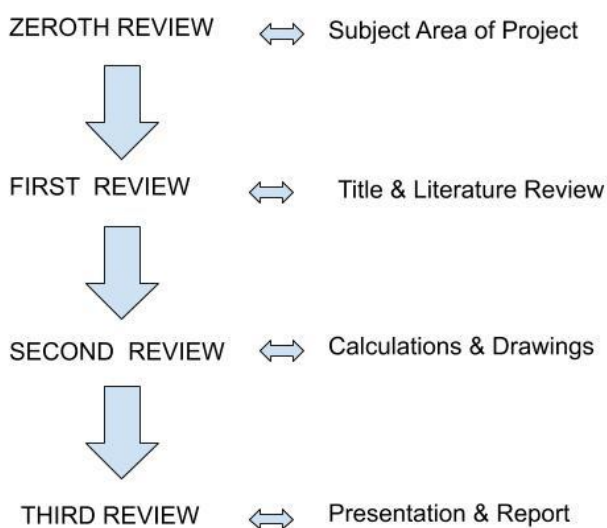 ZEROTH REVIEW Subject Area of Project
FIRST REVIEW Title & Literature Review
SECOND REVIEW Calculations & Drawings
THIRD REVIEW Presentation & Report